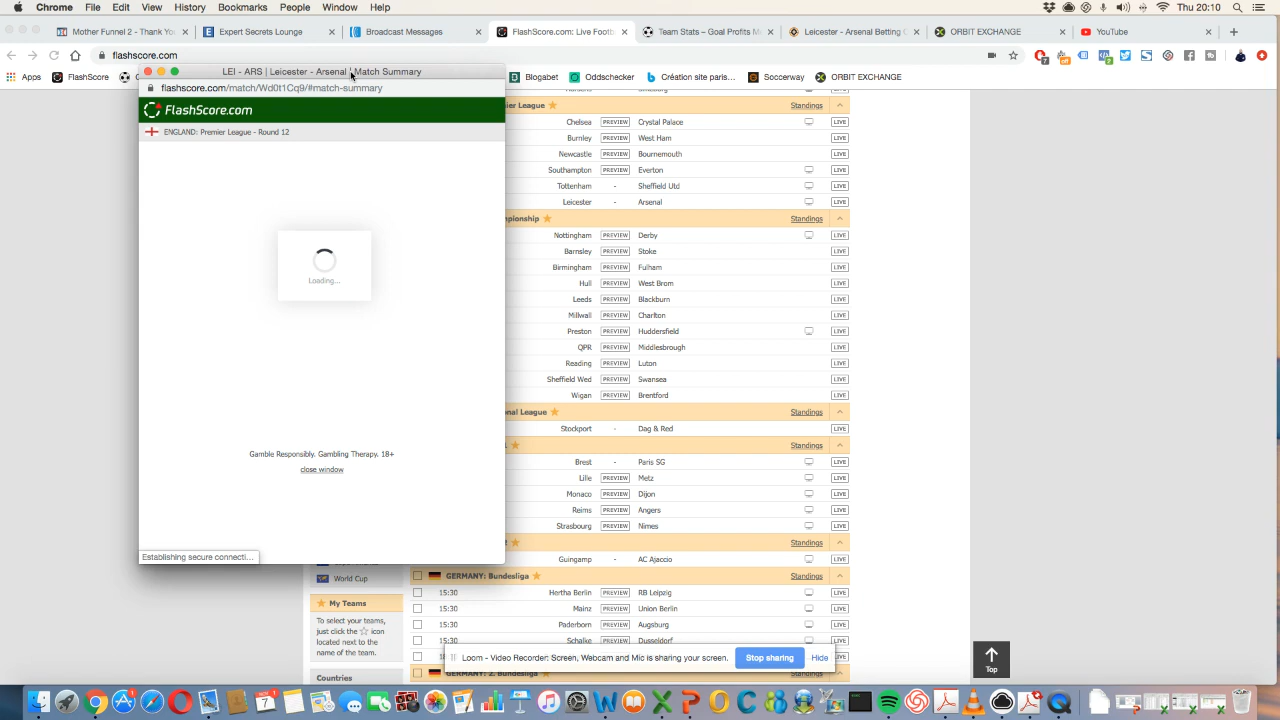 Chrome File Edit View History Bookmarks People Window Help
Thu 20:10
Mother Funnel 2 - Thank Yo
Expert Secrets Lounge
Broadcast Messages
FlashScore.com: Live Footb
Team Stats – Goal Profits M
Leicester - Arsenal Betting O
ORBIT EXCHANGE
YouTube
flashscore.com
Apps
FlashScore
Blogabet
Oddschecker
Création site paris...
Soccerway
ORBIT EXCHANGE
LEI - ARS | Leicester - Arsenal | Match Summary
flashscore.com/match/Wd0t1Cq9/#match-summary
FlashScore.com
ENGLAND: Premier League - Round 12
Loading...
Gamble Responsibly. Gambling Therapy. 18+
close window
Establishing secure connecti...
ier League Standings
Chelsea PREVIEW Crystal Palace LIVE
Burnley PREVIEW West Ham LIVE
Newcastle PREVIEW Bournemouth LIVE
Southampton PREVIEW Everton LIVE
Tottenham - Sheffield Utd LIVE
Leicester - Arsenal LIVE
pionship Standings
Nottingham PREVIEW Derby LIVE
Barnsley PREVIEW Stoke LIVE
Birmingham PREVIEW Fulham LIVE
Hull PREVIEW West Brom LIVE
Leeds PREVIEW Blackburn LIVE
Millwall PREVIEW Charlton LIVE
Preston PREVIEW Huddersfield LIVE
QPR PREVIEW Middlesbrough LIVE
Reading PREVIEW Luton LIVE
Sheffield Wed PREVIEW Swansea LIVE
Wigan PREVIEW Brentford LIVE
onal League Standings
Stockport - Dag & Red LIVE
Standings
Brest - Paris SG LIVE
Lille PREVIEW Metz LIVE
Monaco PREVIEW Dijon LIVE
Reims PREVIEW Angers LIVE
Strasbourg PREVIEW Nimes LIVE
Standings
Guingamp - AC Ajaccio LIVE
GERMANY: Bundesliga Standings
15:30 Hertha Berlin PREVIEW RB Leipzig LIVE
15:30 Mainz PREVIEW Union Berlin LIVE
15:30 Paderborn PREVIEW Augsburg LIVE
15:30 Schalke PREVIEW Dusseldorf LIVE
LIVE
GERMANY: 2. Bundesliga Standings
World Cup
My Teams
To select your teams,
just click the icon
located next to the
name of the team.
Countries
Loom - Video Recorder: Screen, Webcam and Mic is sharing your screen.
Stop sharing
Hide
Top